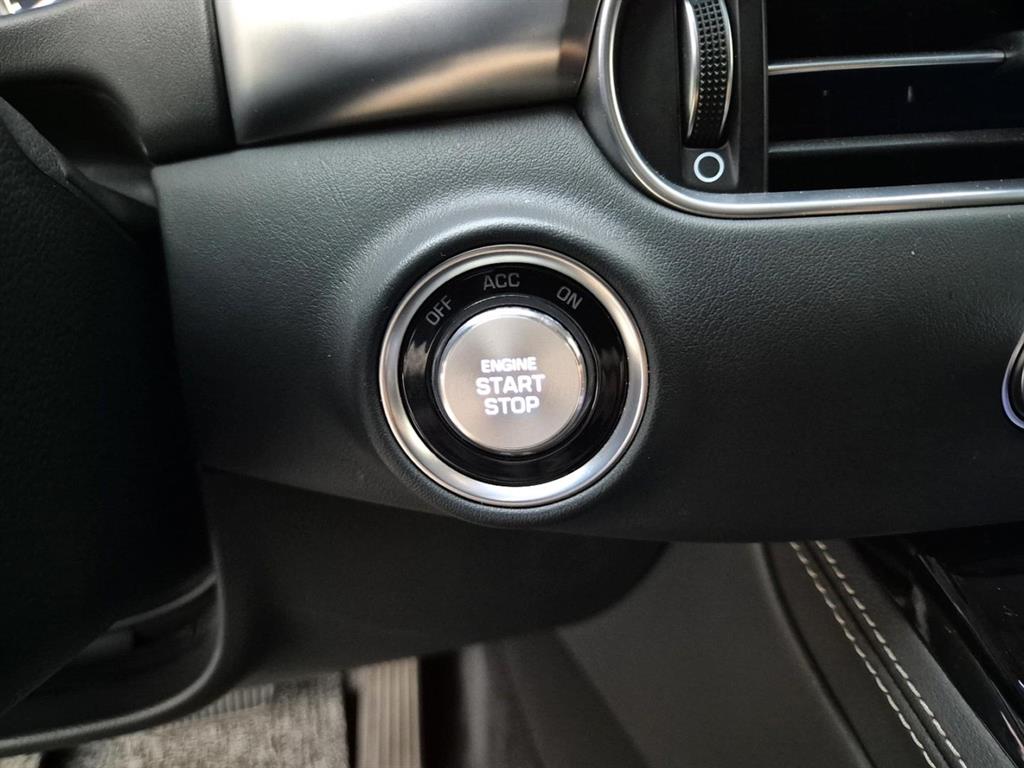 OFF ACC ON
ENGINE
START
STOP